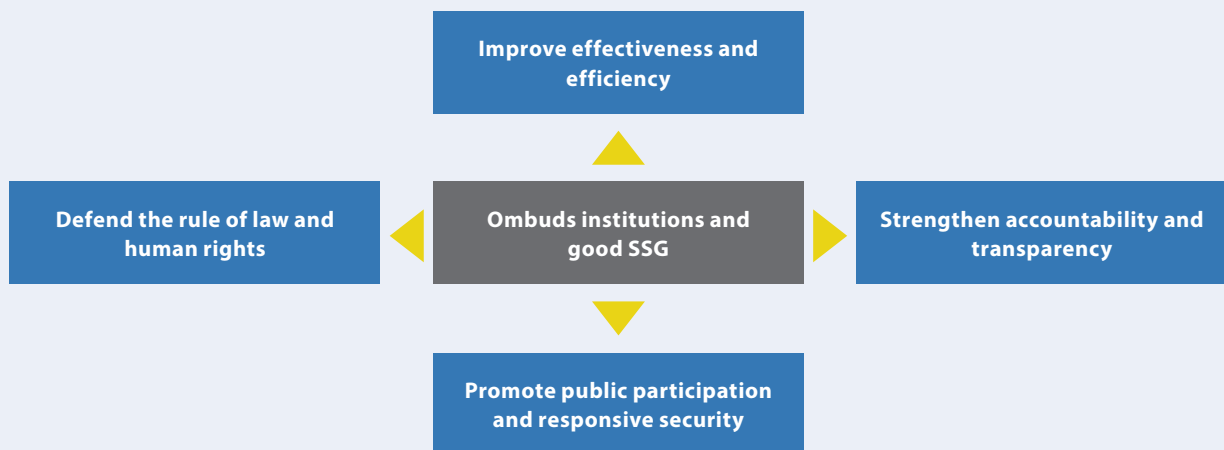 Improve effectiveness and
efficiency
Defend the rule of law and
human rights
Ombuds institutions and
good SSG
Strengthen accountability and
transparency
Promote public participation
and responsive security